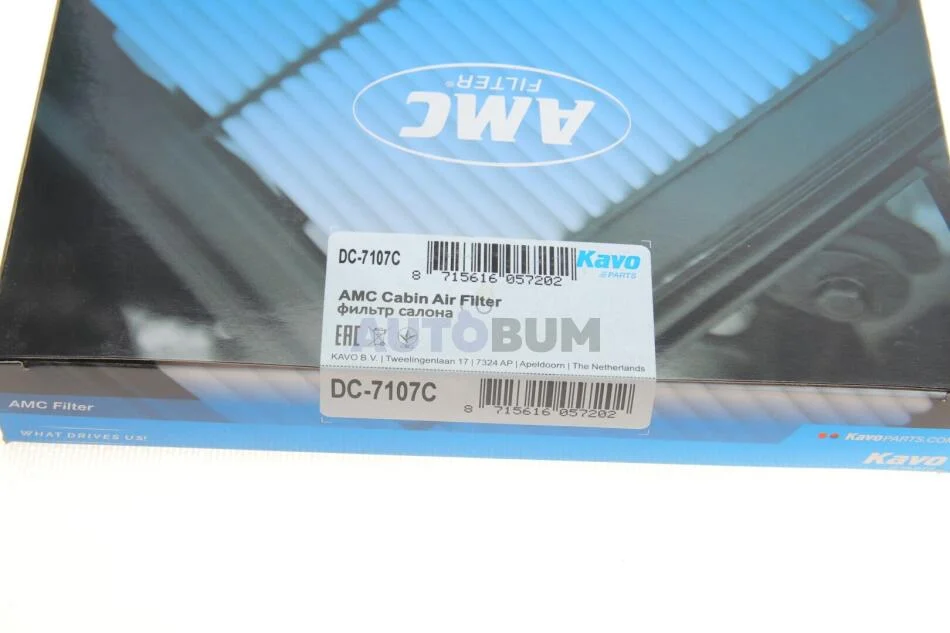 AMC
FILTER®
DC-7107C
8 715616 057202
Kavo
PARTS
AMC Cabin Air Filter
фильтр салона
EAC
AUTOBUM
KAVO B.V. | Tweelingenlaan 17 | 7324 AP | Apeldoorn | The Netherlands
DC-7107C
8 715616 057202
AMC Filter
WHAT DRIVES US!
KavoPARTS.COM
Kavo